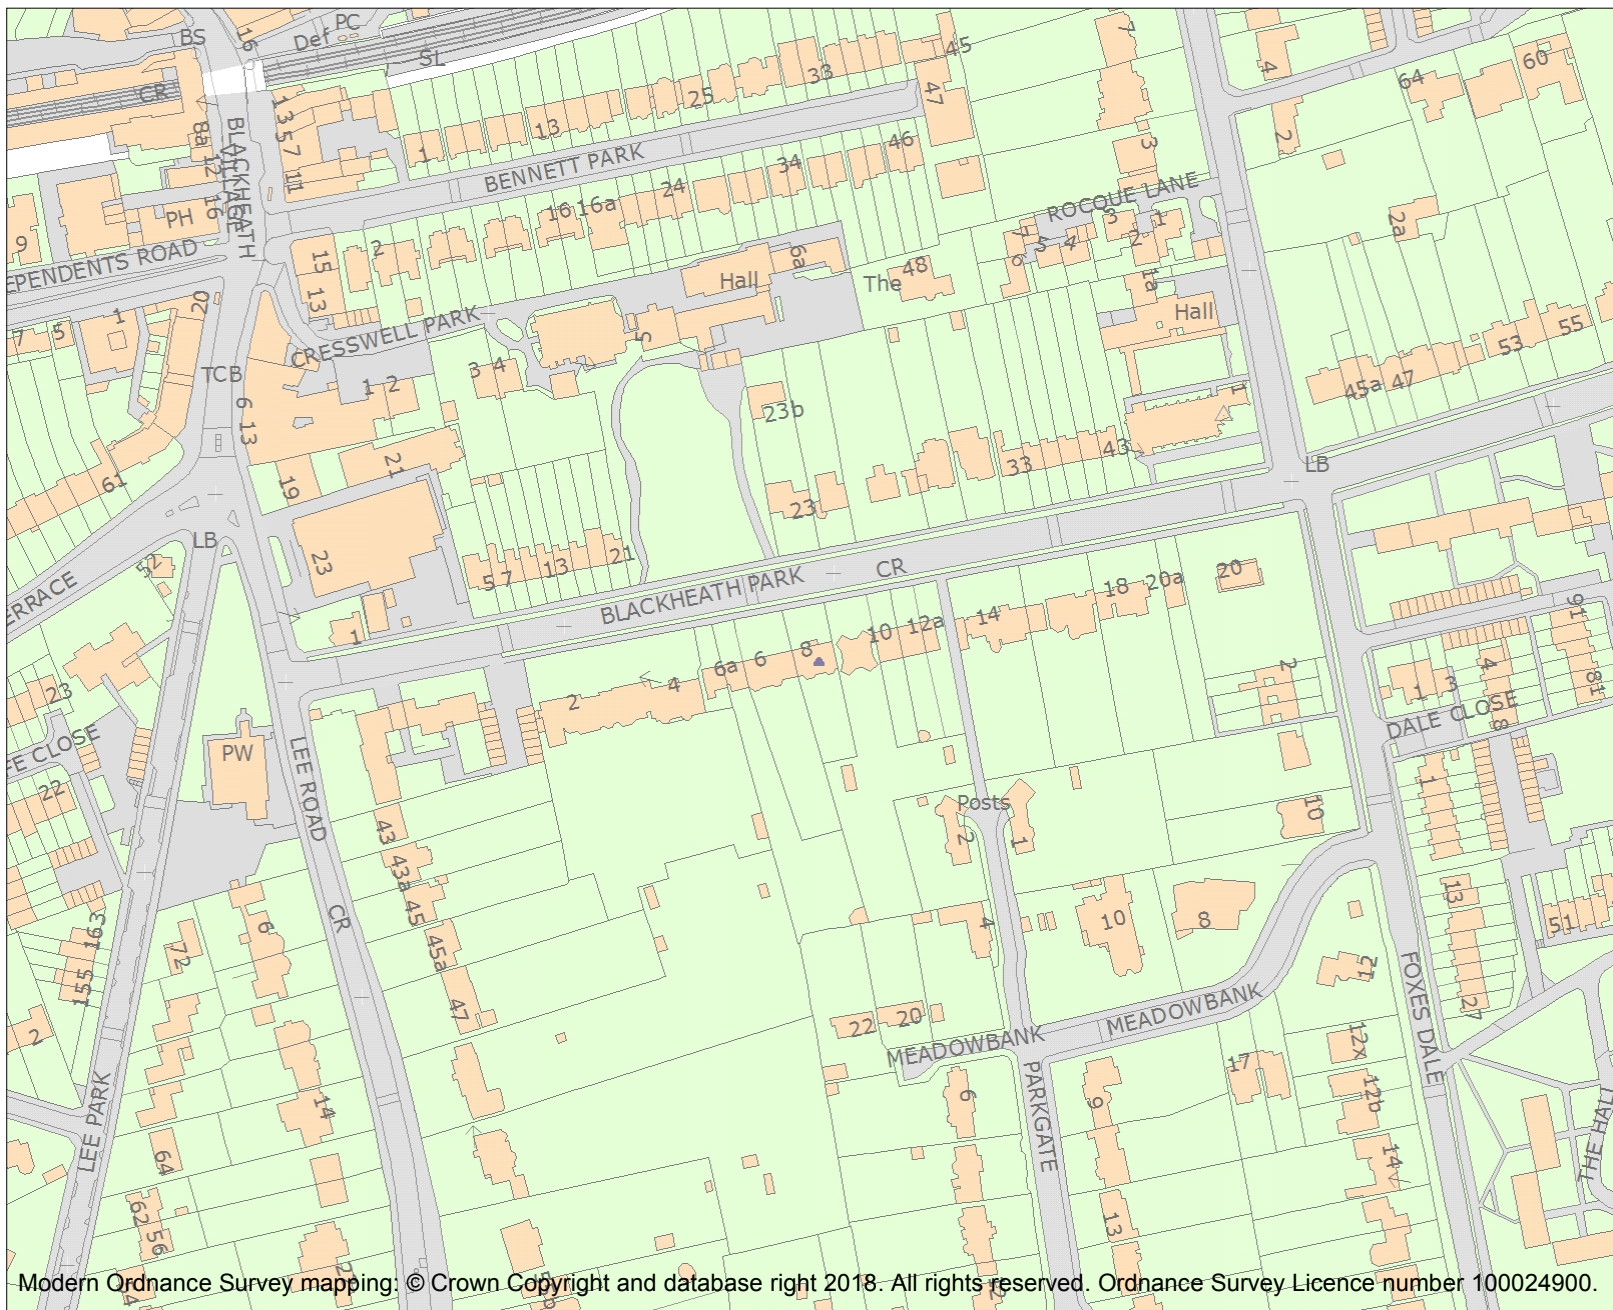 BS
16
PC
Def
SL
45
7
4
64
60
CR
33
25
47
13
5 7
11
8a
12
16
BLACKHEATH
VILLAGE
13
1
BENNETT PARK
46
34
24
16 16a
2
3
2
ROCQUE LANE
PH
9
2
15
13
Hall
6a
The
48
7
5
4
3
2
1
6
1a
Hall
2a
20
1
7
5
CRESSWELL PARK
5
3 4
1 2
TCB
6 13
23b
45a
47
53
55
1
61
21
19
33
43
LB
23
LB
52
23
5 7
13
21
BLACKHEATH PARK
CR
1
8
10
12a
14
18
20a
20
6a
6
4
2
91
4
81
2
1
3
DALE CLOSE
8
23
PW
LEE ROAD
22
43
43a
45
45a
47
Posts
2
1
10
1
13
51
163
155
72
6
CR
4
10
8
12
FOXES DALE
27
2
22
20
MEADOWBANK
MEADOWBANK
PARKGATE
17
12x
12b
LEE PARK
14
64
62
56
6
9
13
14
THE HALL
Modern Ordnance Survey mapping: © Crown Copyright and database right 2018. All rights reserved. Ordnance Survey Licence number 100024900.